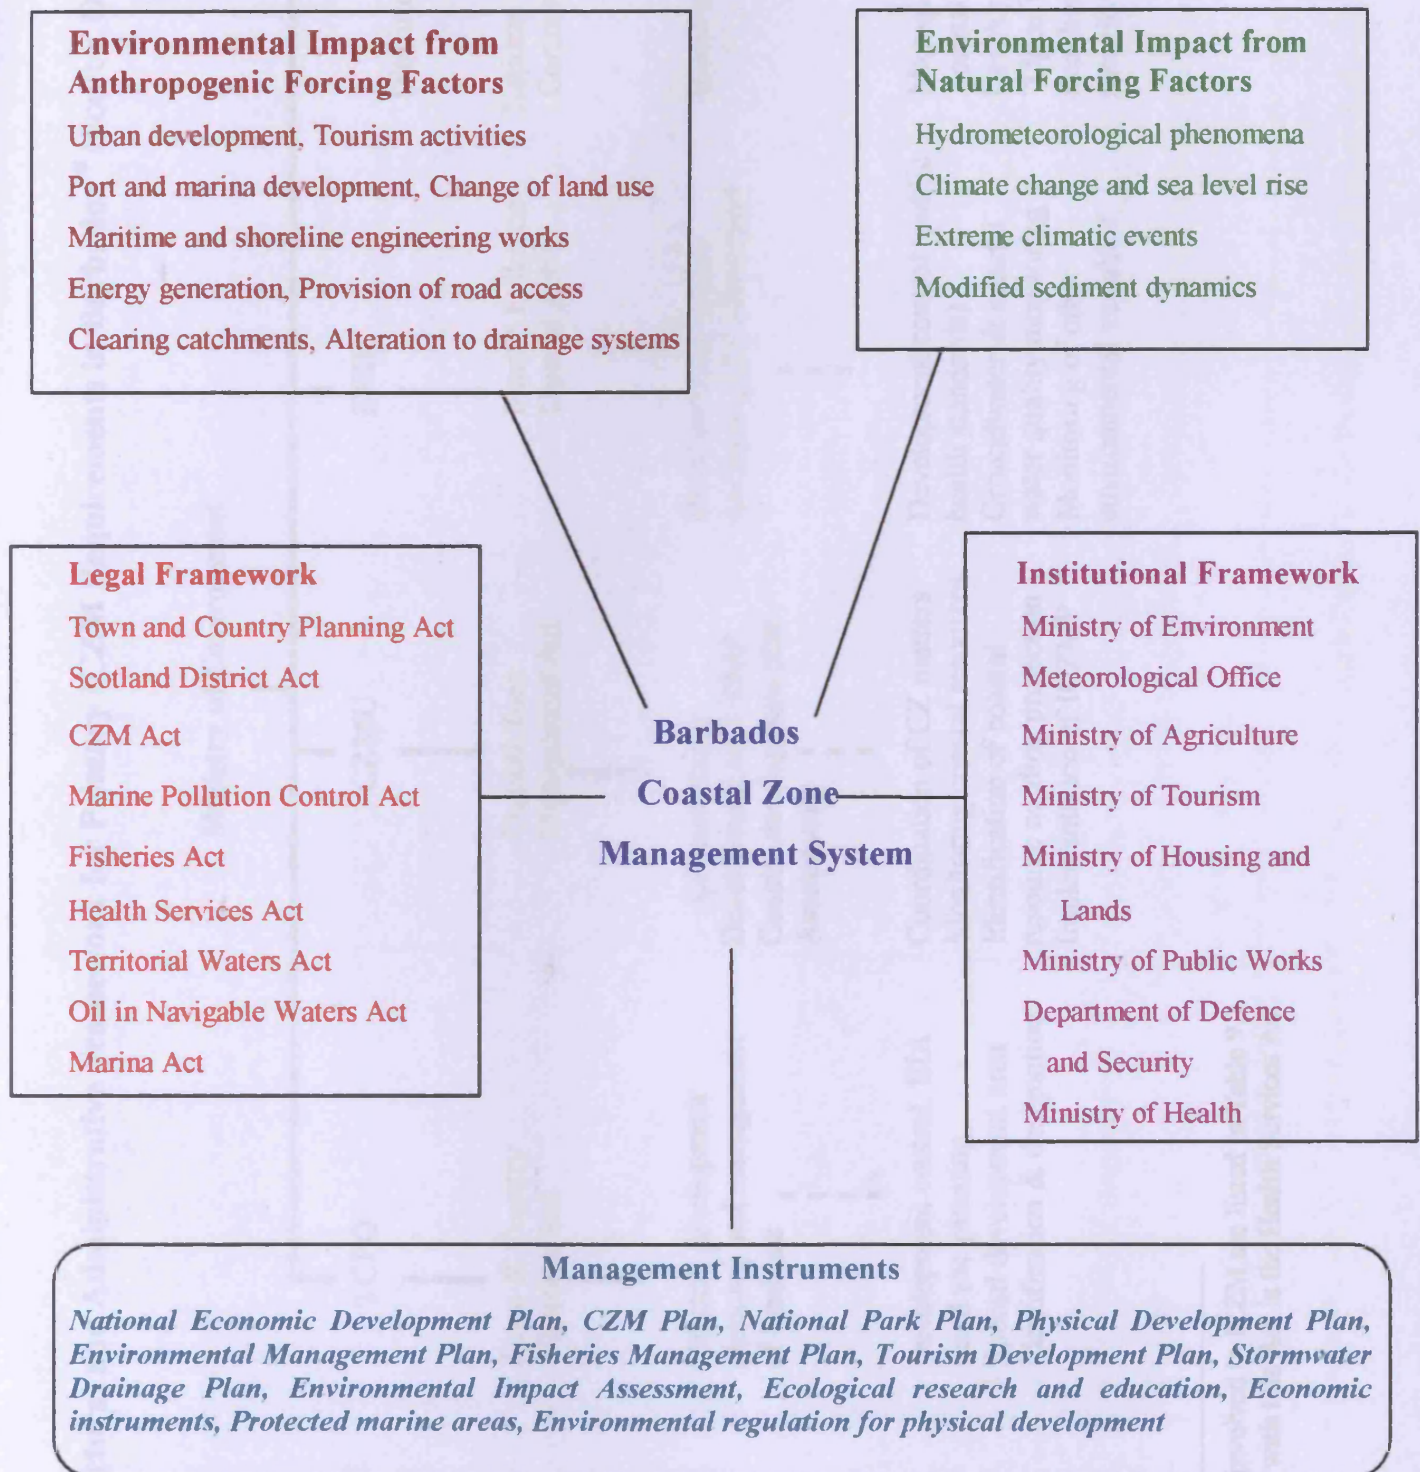 Environmental Impact from
Anthropogenic Forcing Factors
Urban development, Tourism activities
Port and marina development, Change of land use
Maritime and shoreline engineering works
Energy generation, Provision of road access
Clearing catchments, Alteration to drainage systems
Environmental Impact from
Natural Forcing Factors
Hydrometeorological phenomena
Climate change and sea level rise
Extreme climatic events
Modified sediment dynamics
Legal Framework
Town and Country Planning Act
Scotland District Act
CZM Act
Marine Pollution Control Act
Fisheries Act
Health Services Act
Territorial Waters Act
Oil in Navigable Waters Act
Marina Act
Barbados
Coastal Zone
Management System
Institutional Framework
Ministry of Environment
Meteorological Office
Ministry of Agriculture
Ministry of Tourism
Ministry of Housing and
Lands
Ministry of Public Works
Department of Defence
and Security
Ministry of Health
Management Instruments
National Economic Development Plan, CZM Plan, National Park Plan, Physical Development Plan,
Environmental Management Plan, Fisheries Management Plan, Tourism Development Plan, Stormwater
Drainage Plan, Environmental Impact Assessment, Ecological research and education, Economic
instruments, Protected marine areas, Environmental regulation for physical development